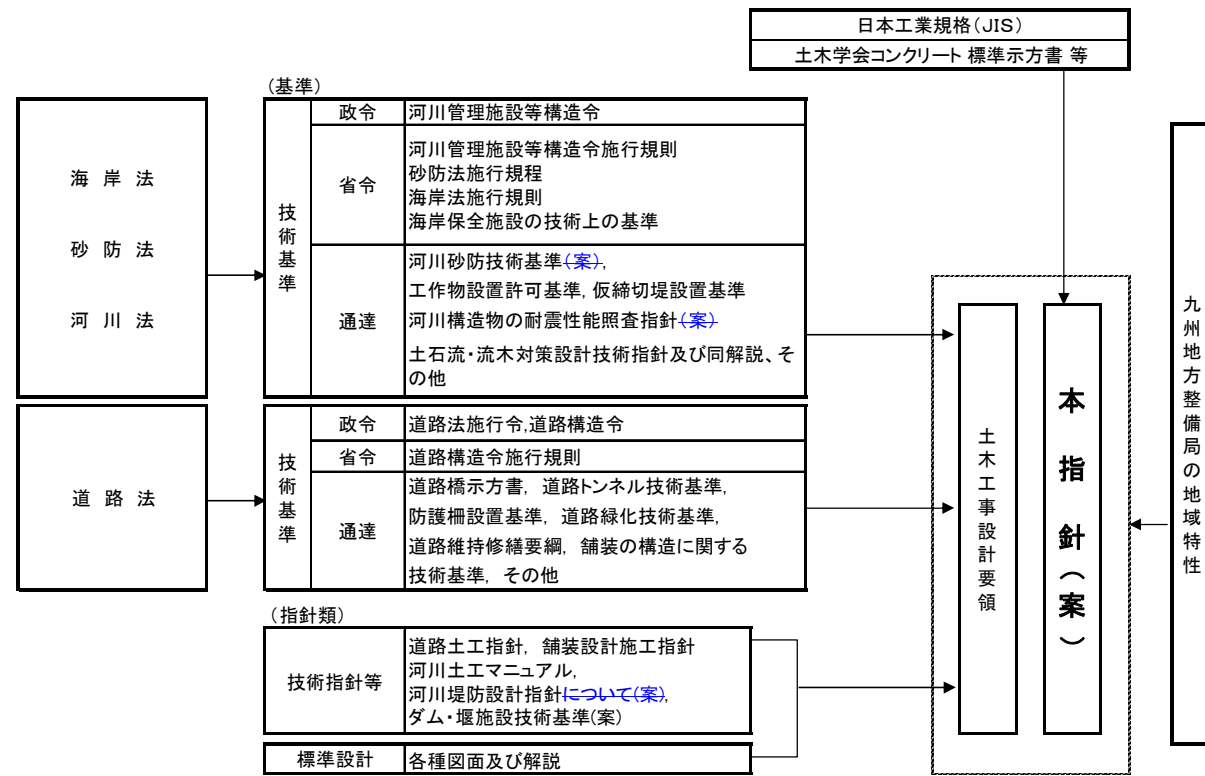 日本工業規格(JIS)
土木学会コンクリート 標準示方書 等
(基準)
海岸法
砂防法
河川法
技術基準
政令
河川管理施設等構造令
省令
河川管理施設等構造令施行規則
砂防法施行規程
海岸法施行規則
海岸保全施設の技術上の基準
通達
河川砂防技術基準(案),
工作物設置許可基準, 仮締切堤設置基準
河川構造物の耐震性能照査指針(案)
土石流・流木対策設計技術指針及び同解説、そ
の他
道路法
技術基準
政令
道路法施行令,道路構造令
省令
道路構造令施行規則
通達
道路橋示方書, 道路トンネル技術基準,
防護柵設置基準, 道路緑化技術基準,
道路維持修繕要綱, 舗装の構造に関する
技術基準, その他
(指針類)
技術指針等
道路土工指針, 舗装設計施工指針
河川土工マニュアル,
河川堤防設計指針について(案),
ダム・堰施設技術基準(案)
標準設計
各種図面及び解説
土木工事設計要領
本指針(案)
九州地方整備局の地域特性